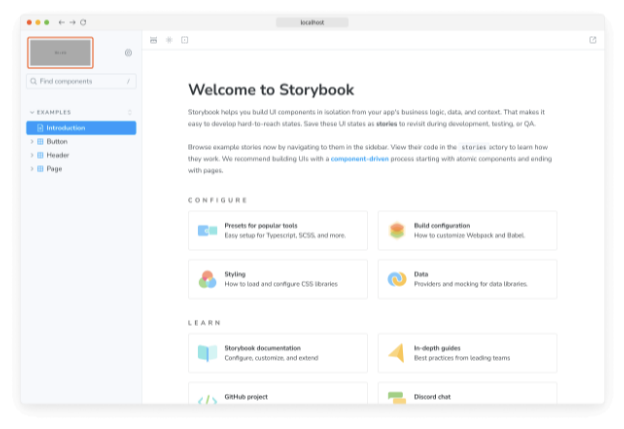 localhost
Find components
/
EXAMPLES
Introduction
Button
Header
Page
Welcome to Storybook
Storybook helps you build UI components in isolation from your app's business logic, data, and context. That makes it
easy to develop hard-to-reach states. Save these UI states as stories to revisit during development, testing, or QA.
Browse example stories now by navigating to them in the sidebar. View their code in the stories ectory to learn how
they work. We recommend building UIs with a component-driven process starting with atomic components and ending
with pages.
CONFIGURE
Presets for popular tools
Easy setup for Typescript, SCSS, and more.
Build configuration
How to customize Webpack and Babel.
Styling
How to load and configure CSS libraries
Data
Providers and mocking for data libraries.
LEARN
Storybook documentation
Configure, customize, and extend
In-depth guides
Best practices from leading teams
GitHub project
Discord chat